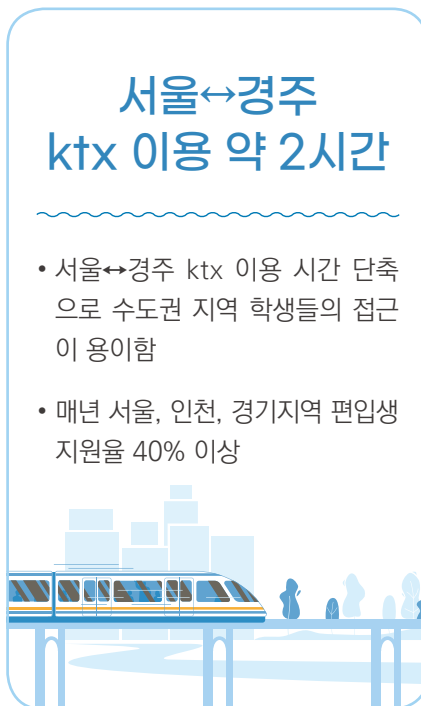 서울↔경주
ktx 이용 약 2시간
• 서울↔경주 ktx 이용 시간 단축
으로 수도권 지역 학생들의 접근
이 용이함
• 매년 서울, 인천, 경기지역 편입생
지원율 40% 이상